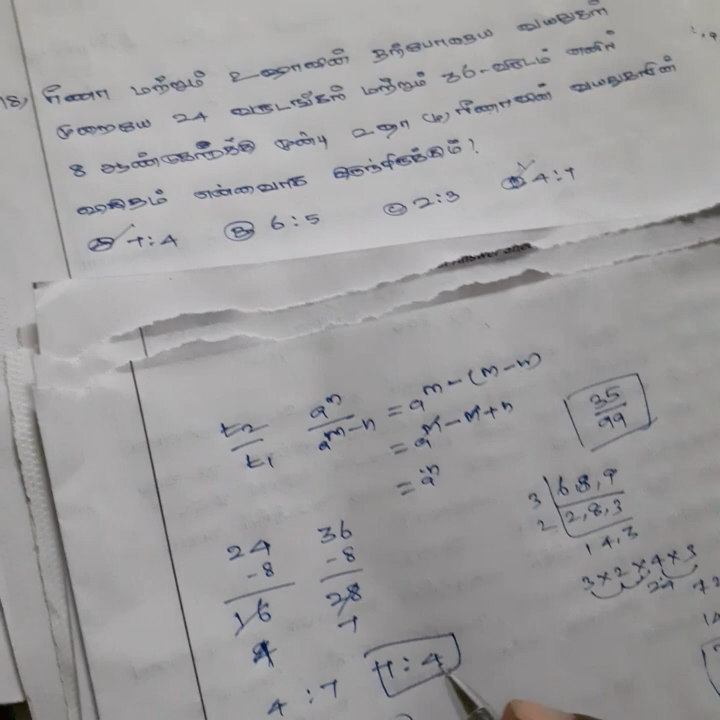 18) மீனா மற்றும் உஷாவின் தற்போதைய வயதுகள்
முறையே 24 வருடங்கள் மற்றும் 36-வருடம் எனில்
8 ஆண்டுகளுக்கு முன்பு உஷா (ம) மீனாவின் வயதுகளின்
விகிதம் என்னவாக இருந்திருக்கும்?
A 7:4 B 6:5 C 2:3 D 4:7
t2/t1 a^n/a^m-n = a^m-(m-n)
= a^m-m+n
= a^n
35/99
3 | 6 8, 9
2 | 2, 8, 3
1 4, 3
3×2×4×3
24
24 36
-8 -8
16 28
4 7
4 : 7 7 : 4